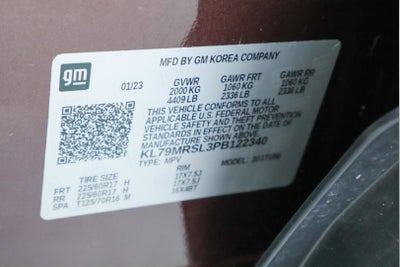 gm
MFD BY GM KOREA COMPANY
01/23 GVWR GAWR FRT GAWR RR
2000 KG 1060 KG 1060 KG
4409 LB 2336 LB 2336 LB
THIS VEHICLE CONFORMS TO ALL
APPLICABLE U.S. FEDERAL MOTOR
VEHICLE SAFETY STANDARDS IN
EFFECT ON THE DATE OF
MANUFACTURE SHOWN ABOVE.
KL79MRSL3PB122340
TYPE: MPV MODEL:
TIRE SIZE RIM
FRT 225/60R17 H 17X7.5J
RR 225/60R17 H 17X7.5J
SPA T125/70R16 M 16X4BT